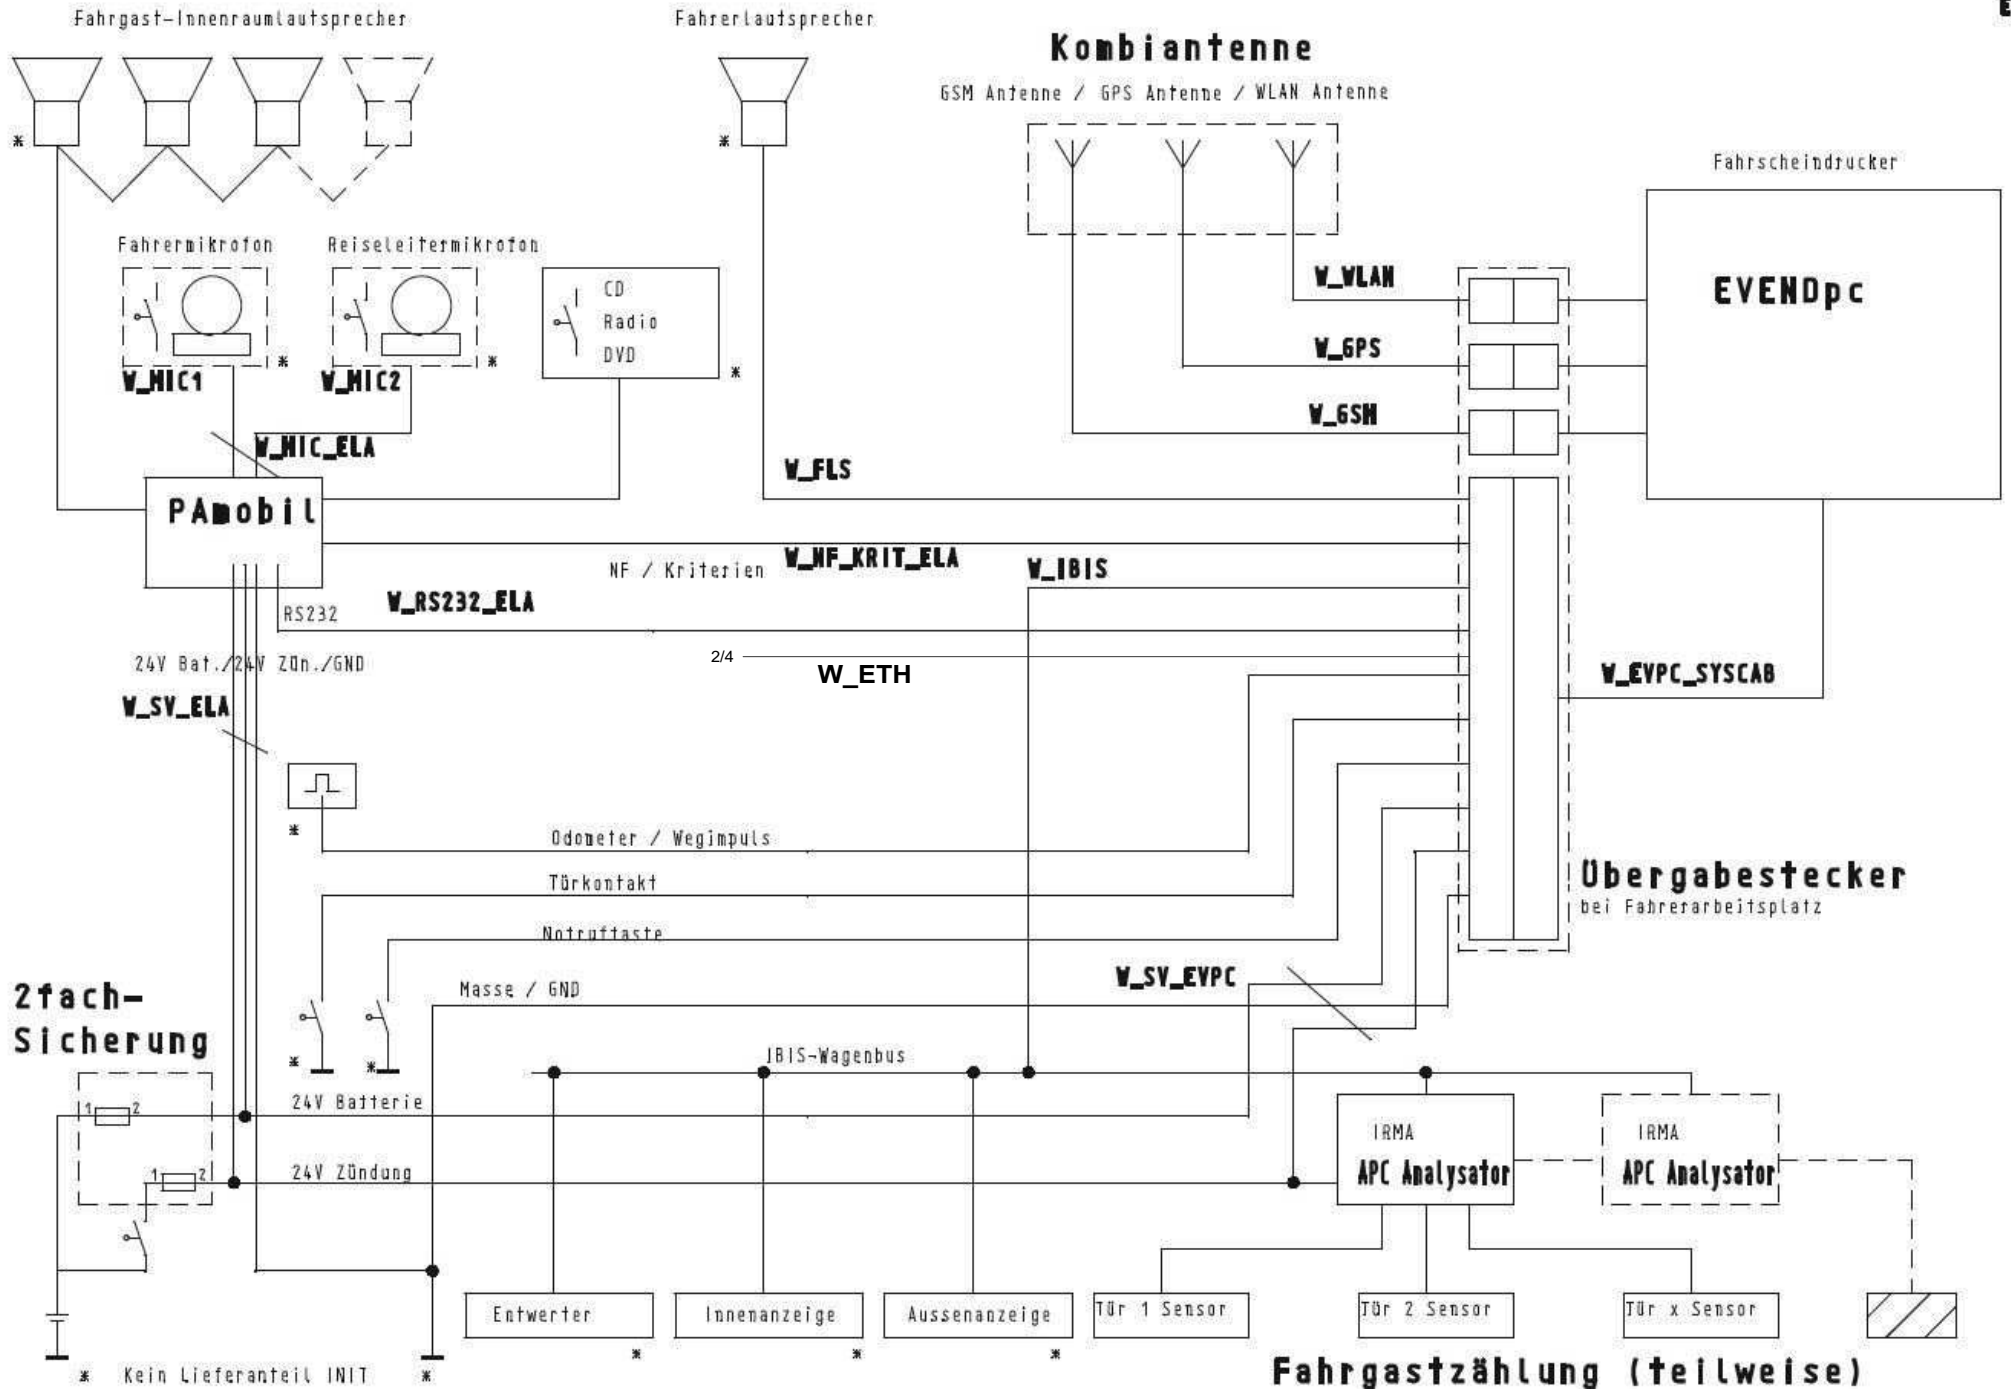 Fahrgast-Innenraumlautsprecher
Fahrerlautsprecher
Kombiantenne
GSM Antenne / GPS Antenne / WLAN Antenne
*
*
Fahrscheindrucker
EVENDpc
Fahrermikrofon
Reiseleitermikrofon
CD
Radio
DVD
*
*
*
W_MIC1
W_MIC2
W_MIC_ELA
W_WLAN
W_GPS
W_GSM
W_FLS
PAmobil
W_NF_KRIT_ELA
NF / Kriterien
W_IBIS
W_RS232_ELA
RS232
24V Bat./24V Zün./GND
2/4
W_ETH
W_SV_ELA
W_EVPC_SYSCAB
*
Odometer / Wegimpuls
Türkontakt
Notruftaste
Übergabestecker
bei Fahrerarbeitsplatz
W_SV_EVPC
Masse / GND
2fach-
Sicherung
*
*
IBIS-Wagenbus
1
2
24V Batterie
1
2
24V Zündung
IRMA
APC Analysator
IRMA
APC Analysator
Entwerter
Innenanzeige
Aussenanzeige
Tür 1 Sensor
Tür 2 Sensor
Tür x Sensor
*
*
*
* Kein Lieferanteil INIT
*
Fahrgastzählung (teilweise)